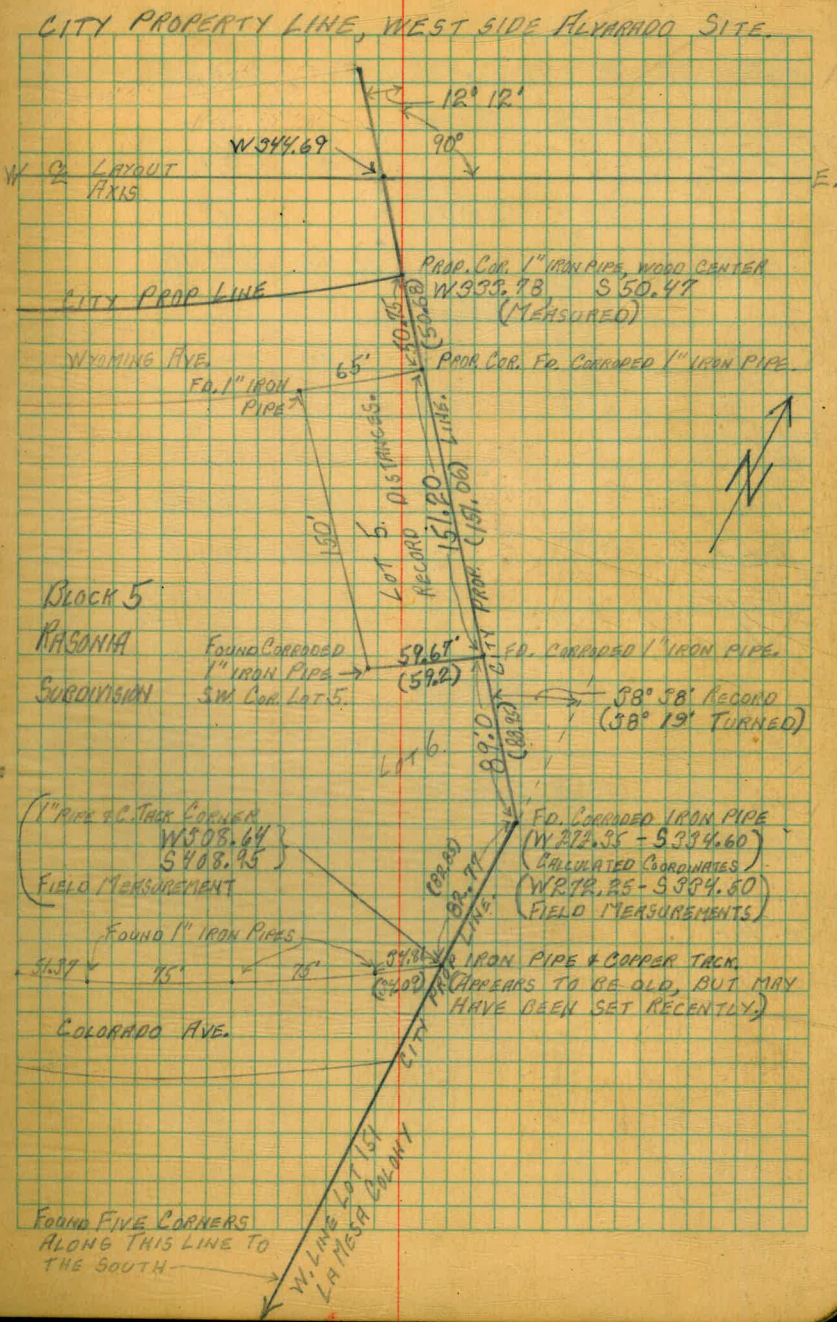 CITY PROPERTY LINE, WEST SIDE ALVARADO SITE.
12° 12'
90°
W344.69
W ℄ LAYOUT E.
AXIS
PROP. COR. 1" IRON PIPE, WOOD CENTER
W333.78 S50.47
(MEASURED)
CITY PROP LINE
50.75
(50.68)
WYOMING AVE.
65'
PROP. COR. FD. CORRODED 1" IRON PIPE.
FD. 1" IRON
PIPE
150'
LOT 5.
RECORD DISTANCES.
151.20
(151.06)
CITY PROP. LINE.
N
BLOCK 5
RASONIA
SUBDIVISION
FOUND CORRODED
1" IRON PIPE
S.W. COR. LOT 5.
59.67'
(59.2)
FD. CORRODED 1" IRON PIPE.
38° 38' RECORD
(38° 19' TURNED)
89.0
(88.95)
LOT 6.
1" PIPE & C. TACK CORNER
W308.64
S408.95
FIELD MEASUREMENT
FD. CORRODED IRON PIPE
(W272.35 - S334.60)
CALCULATED COORDINATES
(W272.25 - S334.50)
FIELD MEASUREMENTS
(82.85)
82.77
CITY PROP LINE.
FOUND 1" IRON PIPES
51.37 75' 75' 34.86
(34.09)
IRON PIPE & COPPER TACK.
(APPEARS TO BE OLD, BUT MAY
HAVE BEEN SET RECENTLY.)
COLORADO AVE.
W. LINE LOT 151
LA MESA COLONY
FOUND FIVE CORNERS
ALONG THIS LINE TO
THE SOUTH